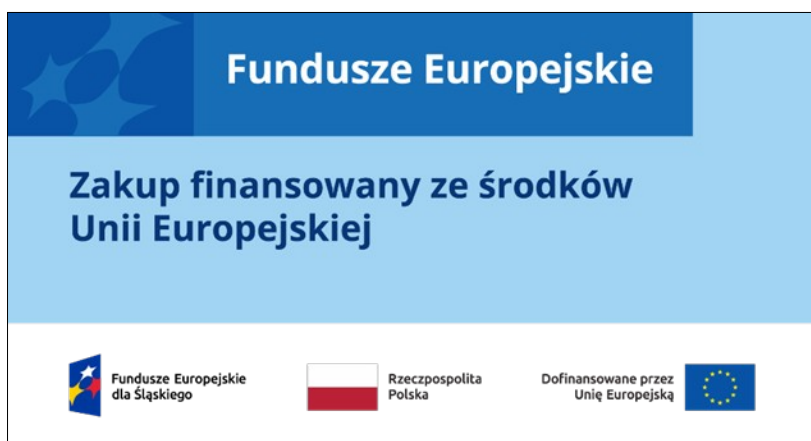 Fundusze Europejskie
Zakup finansowany ze środków
Unii Europejskiej
Fundusze Europejskie
dla Śląskiego
Rzeczpospolita
Polska
Dofinansowane przez
Unię Europejską